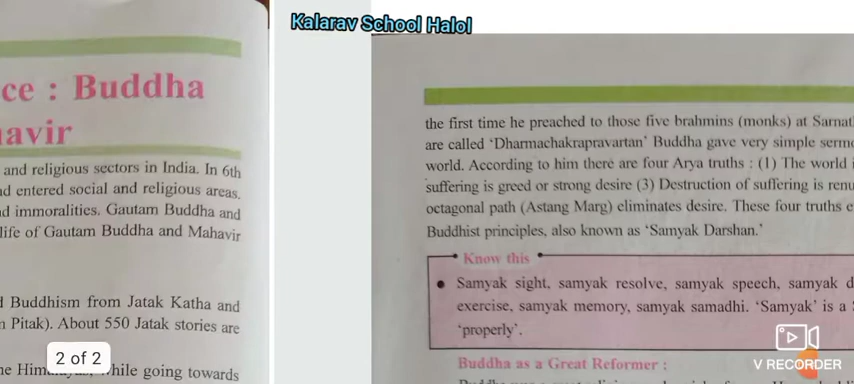 Kalarav School Halol
ce : Buddha
avir
and religious sectors in India. In 6th
d entered social and religious areas.
d immoralities. Gautam Buddha and
life of Gautam Buddha and Mahavir
Buddhism from Jatak Katha and
Pitak). About 550 Jatak stories are
2 of 2
while going towards
the first time he preached to those five brahmins (monks) at Sarnat
are called ‘Dharmachakrapravartan’ Buddha gave very simple serm
world. According to him there are four Arya truths : (1) The world i
suffering is greed or strong desire (3) Destruction of suffering is renu
octagonal path (Astang Marg) eliminates desire. These four truths e
Buddhist principles, also known as ‘Samyak Darshan.’
Know this
• Samyak sight, samyak resolve, samyak speech, samyak d
exercise, samyak memory, samyak samadhi. ‘Samyak’ is a
‘properly’.
V RECORDER
Buddha as a Great Reformer :